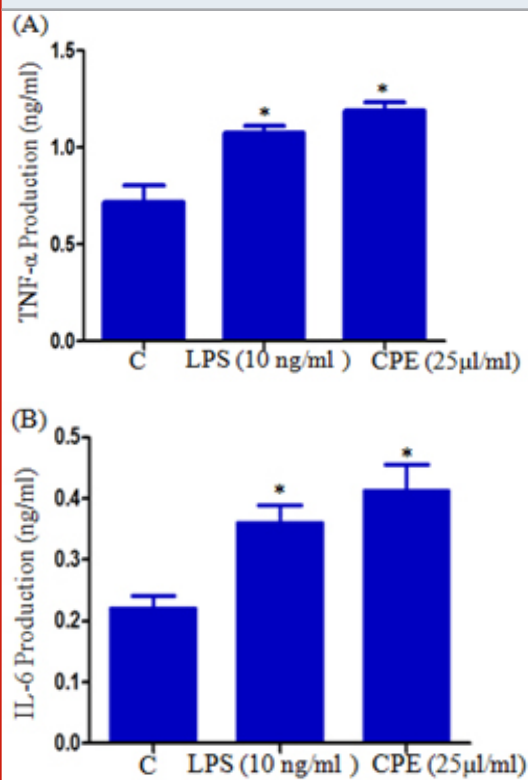 (A)
TNF-α Production (ng/ml)
1.5
1.0
0.5
0.0
*
*
C LPS (10 ng/ml ) CPE (25µl/ml)
(B)
IL-6 Production (ng/ml)
0.5
0.4
0.3
0.2
0.1
0.0
*
*
C LPS (10 ng/ml ) CPE (25µl/ml)